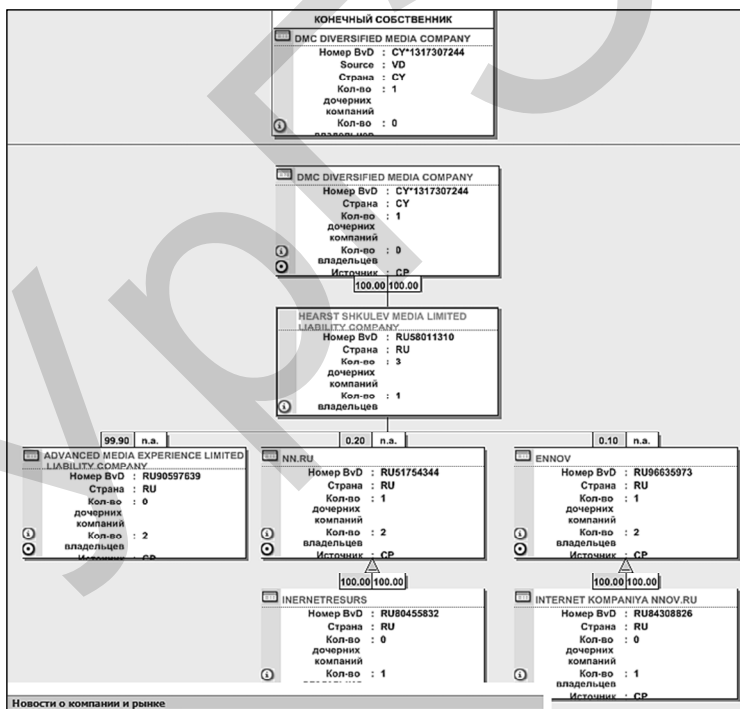 КОНЕЧНЫЙ СОБСТВЕННИК
DMC DIVERSIFIED MEDIA COMPANY
Номер BvD : CY*1317307244
Source : VD
Страна : CY
Кол-во : 1
дочерних
компаний
Кол-во : 0
владельцев
DMC DIVERSIFIED MEDIA COMPANY
Номер BvD : CY*1317307244
Страна : CY
Кол-во : 1
дочерних
компаний
Кол-во : 0
владельцев
Источник : CP
100.00 100.00
HEARST SHKULEV MEDIA LIMITED
LIABILITY COMPANY
Номер BvD : RU58011310
Страна : RU
Кол-во : 3
дочерних
компаний
Кол-во : 1
владельцев
99.90 n.a.
ADVANCED MEDIA EXPERIENCE LIMITED
LIABILITY COMPANY
Номер BvD : RU90597639
Страна : RU
Кол-во : 0
дочерних
компаний
Кол-во : 2
владельцев
Источник : CP
0.20 n.a.
NN.RU
Номер BvD : RU51754344
Страна : RU
Кол-во : 1
дочерних
компаний
Кол-во : 2
владельцев
Источник : CP
0.10 n.a.
ENNOV
Номер BvD : RU96635973
Страна : RU
Кол-во : 1
дочерних
компаний
Кол-во : 2
владельцев
Источник : CP
100.00 100.00
INERNETRESURS
Номер BvD : RU80455832
Страна : RU
Кол-во : 0
дочерних
компаний
Кол-во : 1
100.00 100.00
INTERNET KOMPANIYA NNOV.RU
Номер BvD : RU84308826
Страна : RU
Кол-во : 0
дочерних
компаний
Кол-во : 1
владельцев
Источник : CP
Новости о компании и рынке